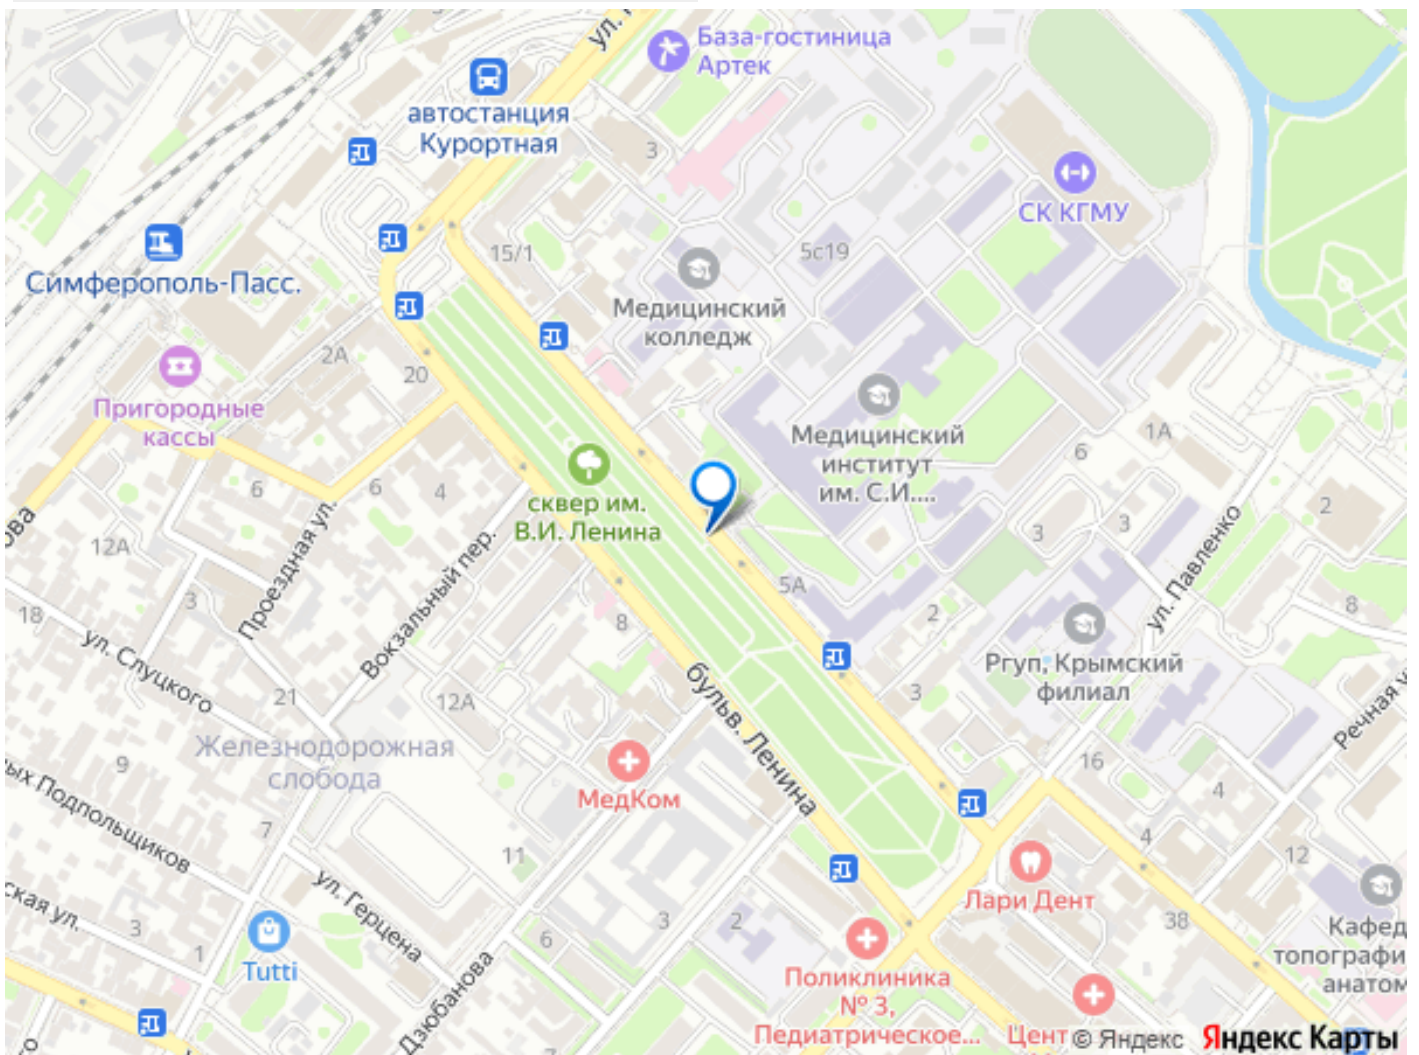 ул.
База-гостиница
Артек
автостанция
Курортная
3
СК КГМУ
15/1
5с19
Симферополь-Пасс.
Медицинский
колледж
2А
20
Пригородные
кассы
Медицинский
институт
им. С.И....
1А
6
сквер им.
В.И. Ленина
6
6
4
2
3
3
12А
Проездная ул.
Вокзальный пер.
ул. Павленко
5А
3
18
8
2
8
ул. Слуцкого
Ргуп, Крымский
филиал
21
12А
3
бульв. Ленина
Речная
Железнодорожная
слобода
9
МедКом
16
4
Подпольщиков
7
11
4
12
ул. Герцена
Лари Дент
3
1
6
3
2
38
Tutti
Дзюбанова
Поликлиника
№ 3,
Педиатрическое...
Кафед
топографи
анатом
Цент
© Яндекс
Яндекс Карты